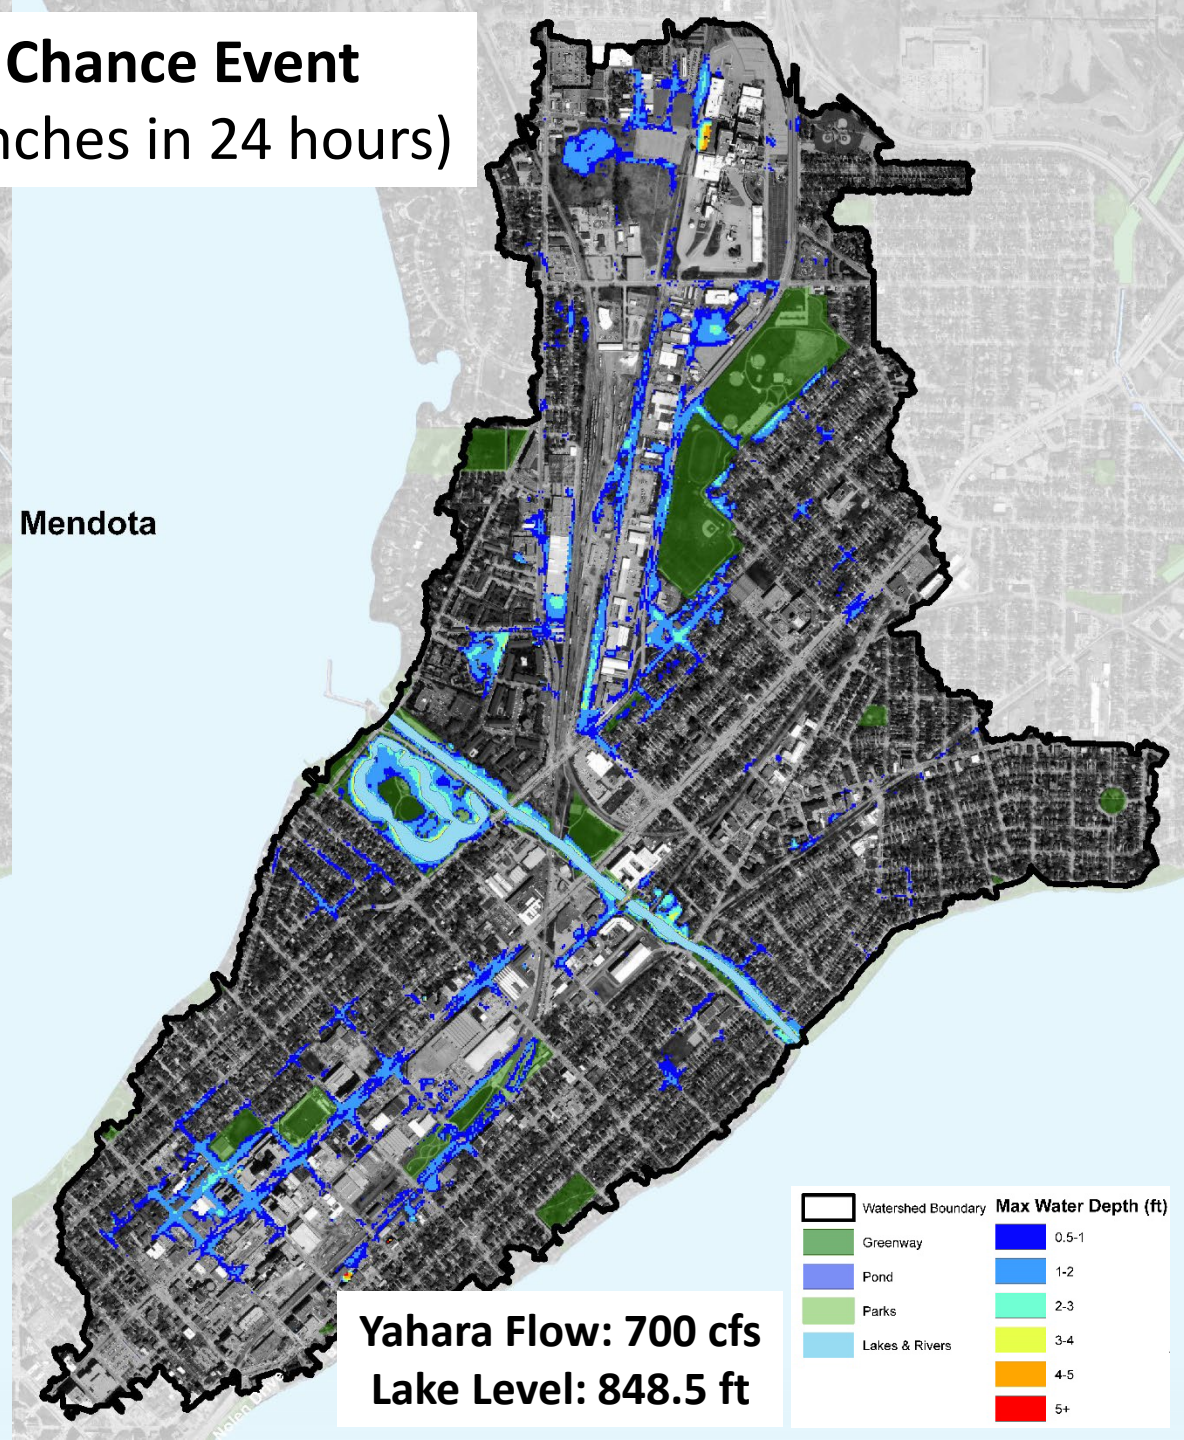 Chance Event
nches in 24 hours)
Mendota
Watershed Boundary
Greenway
Pond
Parks
Lakes & Rivers
Max Water Depth (ft)
0.5-1
1-2
2-3
3-4
4-5
5+
Yahara Flow: 700 cfs
Lake Level: 848.5 ft
Nolen Drive